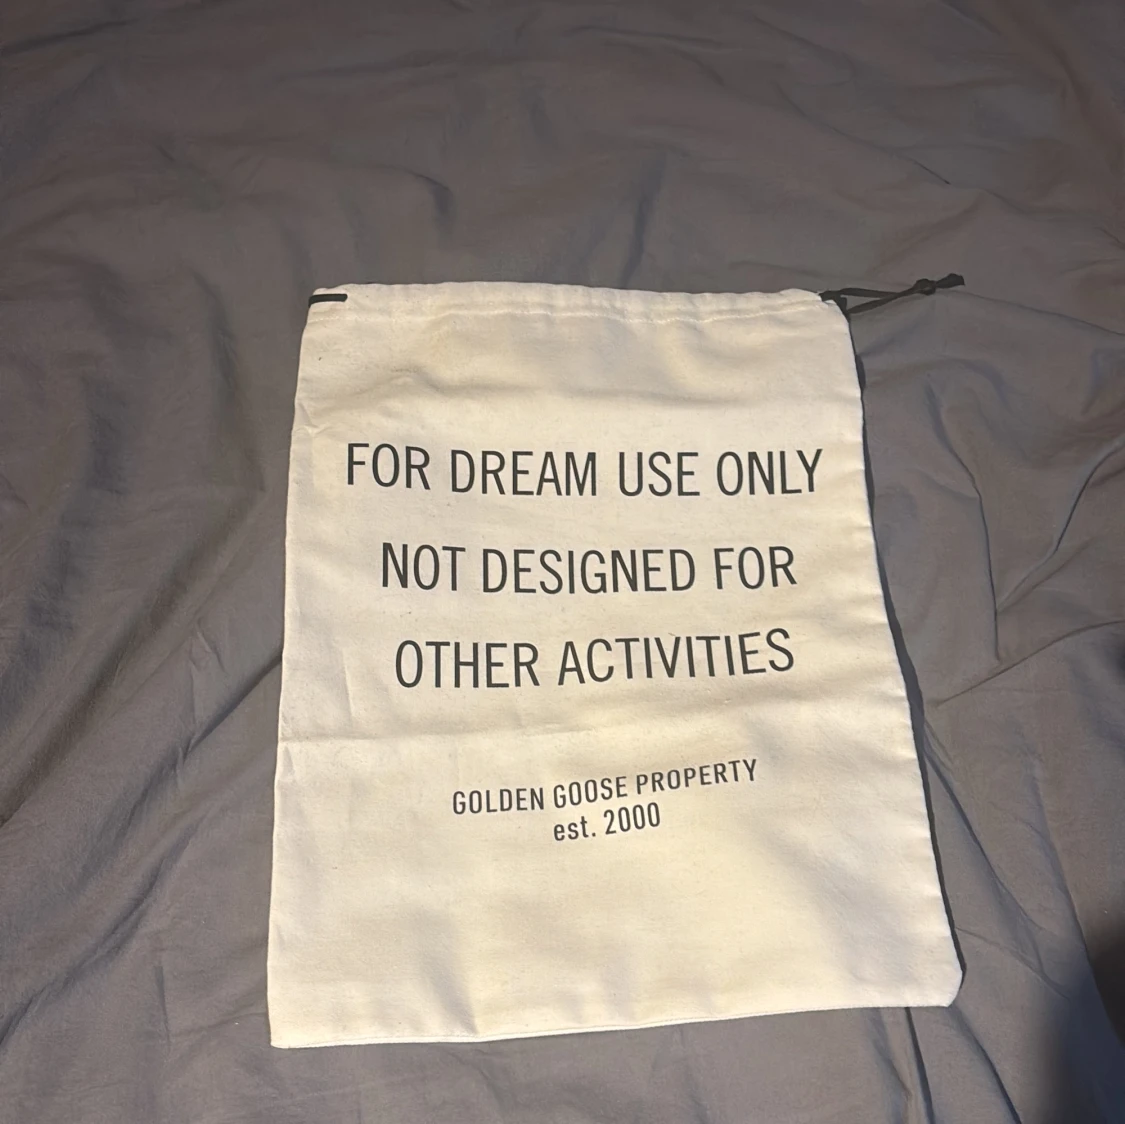 FOR DREAM USE ONLY
NOT DESIGNED FOR
OTHER ACTIVITIES
GOLDEN GOOSE PROPERTY
est. 2000